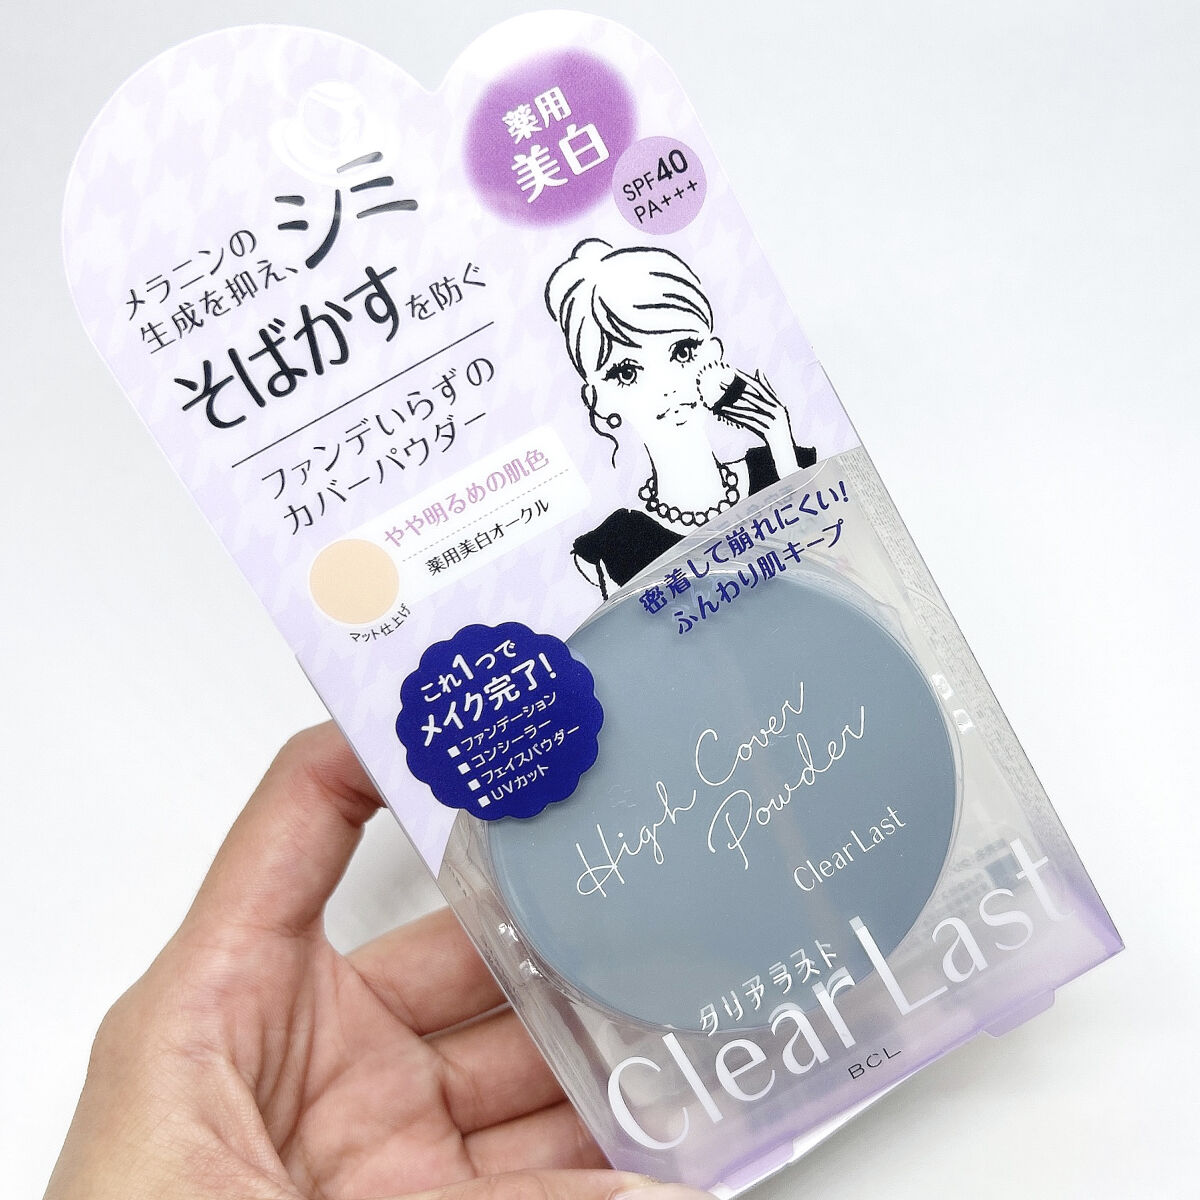 薬用
美白
SPF40
PA+++
メラニンの
生成を抑え、シミ
そばかすを防ぐ
ファンデいらずの
カバーパウダー
やや明るめの肌色
薬用美白オークル
マット仕上げ
密着して崩れにくい!
ふんわり肌キープ
これ1つで
メイク完了!
■ファンデーション
■コンシーラー
■フェイスパウダー
■UVカット
High Cover
Powder
ClearLast
クリアラスト
Clear Last
BCL